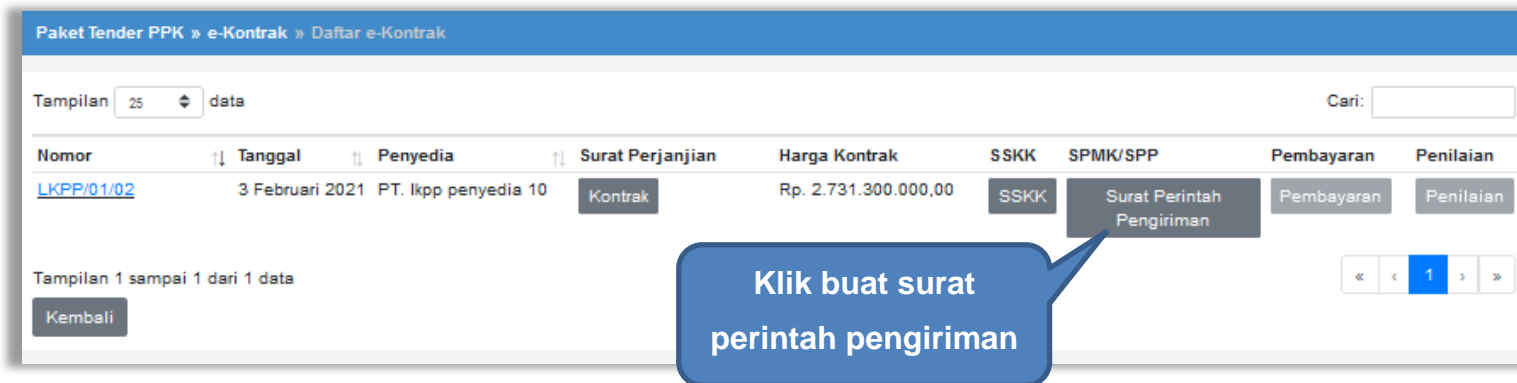 Paket Tender PPK » e-Kontrak » Daftar e-Kontrak
Tampilan 25 data
Cari:
Nomor Tanggal Penyedia Surat Perjanjian Harga Kontrak SSKK SPMK/SPP Pembayaran Penilaian
LKPP/01/02 3 Februari 2021 PT. lkpp penyedia 10 Kontrak Rp. 2.731.300.000,00 SSKK Surat Perintah Pembayaran Penilaian
Pengiriman
Tampilan 1 sampai 1 dari 1 data
« ‹ 1 › »
Kembali
Klik buat surat
perintah pengiriman